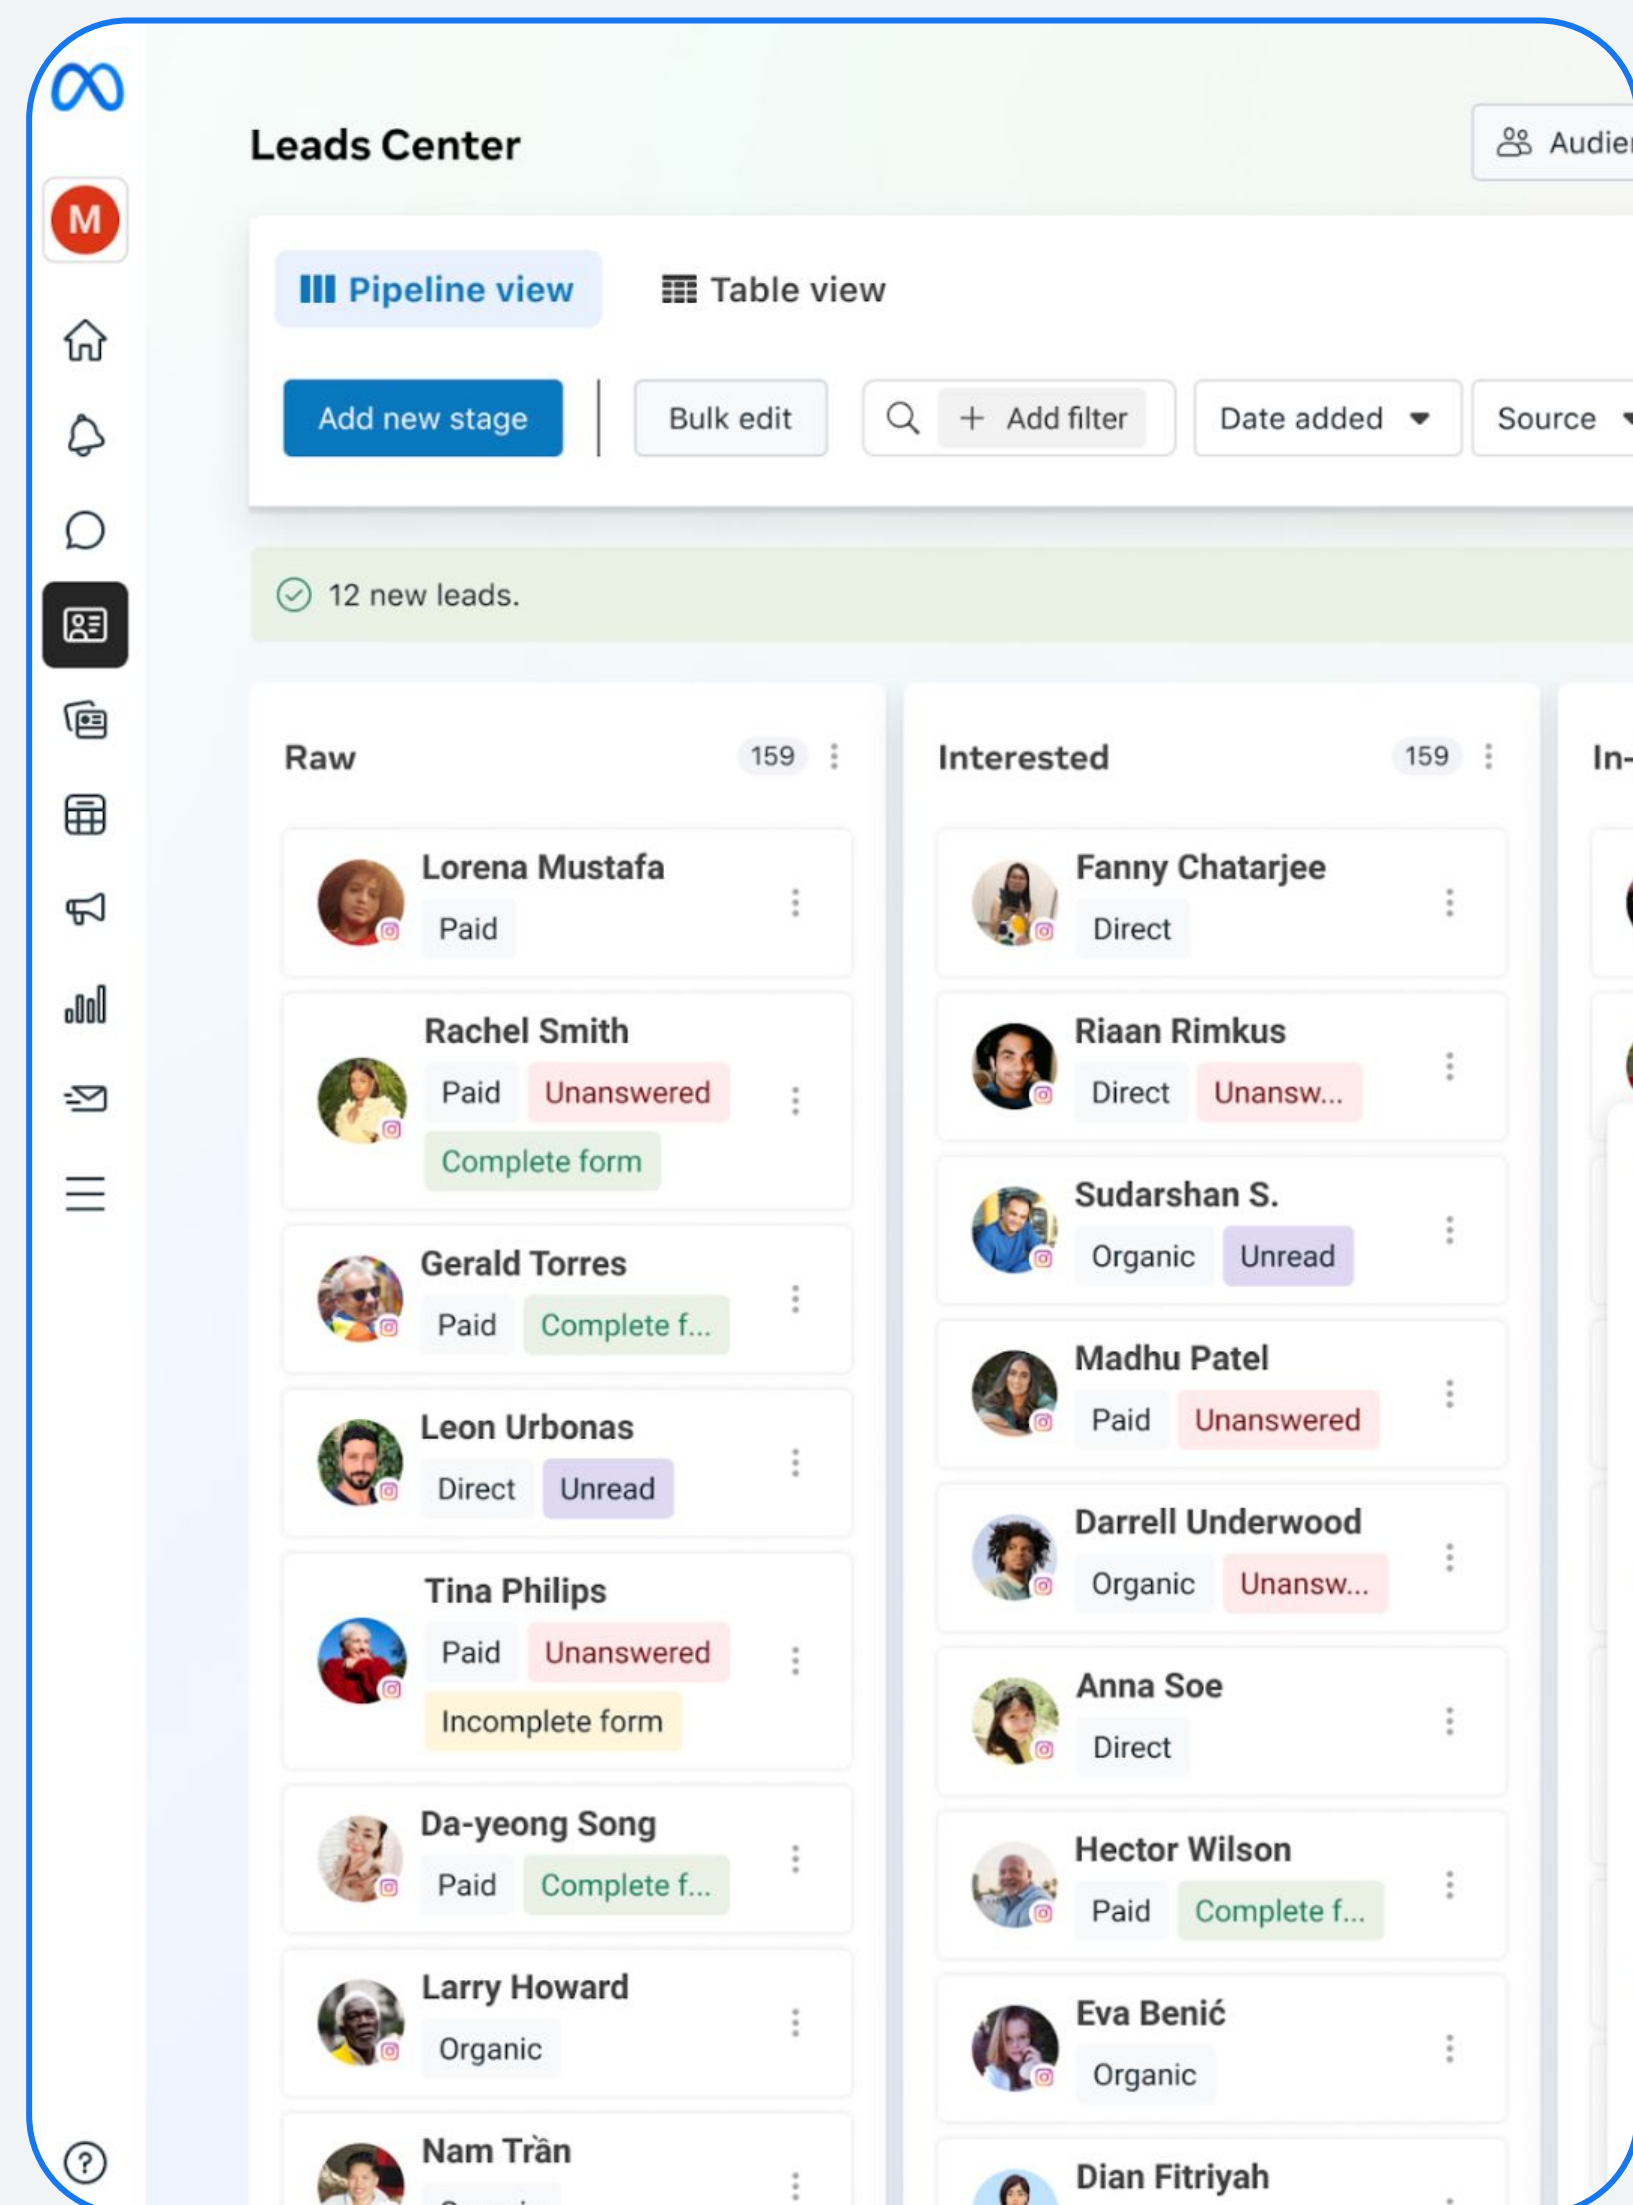 Leads Center
M
Pipeline view
Table view
Add new stage
Bulk edit
+ Add filter
Date added
Source
12 new leads.
Raw
159
Lorena Mustafa
Paid
Rachel Smith
Paid
Unanswered
Complete form
Gerald Torres
Paid
Complete f...
Leon Urbonas
Direct
Unread
Tina Philips
Paid
Unanswered
Incomplete form
Da-yeong Song
Paid
Complete f...
Larry Howard
Organic
Nam Trần
Interested
159
Fanny Chatarjee
Direct
Riaan Rimkus
Direct
Unansw...
Sudarshan S.
Organic
Unread
Madhu Patel
Paid
Unanswered
Darrell Underwood
Organic
Unansw...
Anna Soe
Direct
Hector Wilson
Paid
Complete f...
Eva Benić
Organic
Dian Fitriyah
In-
?